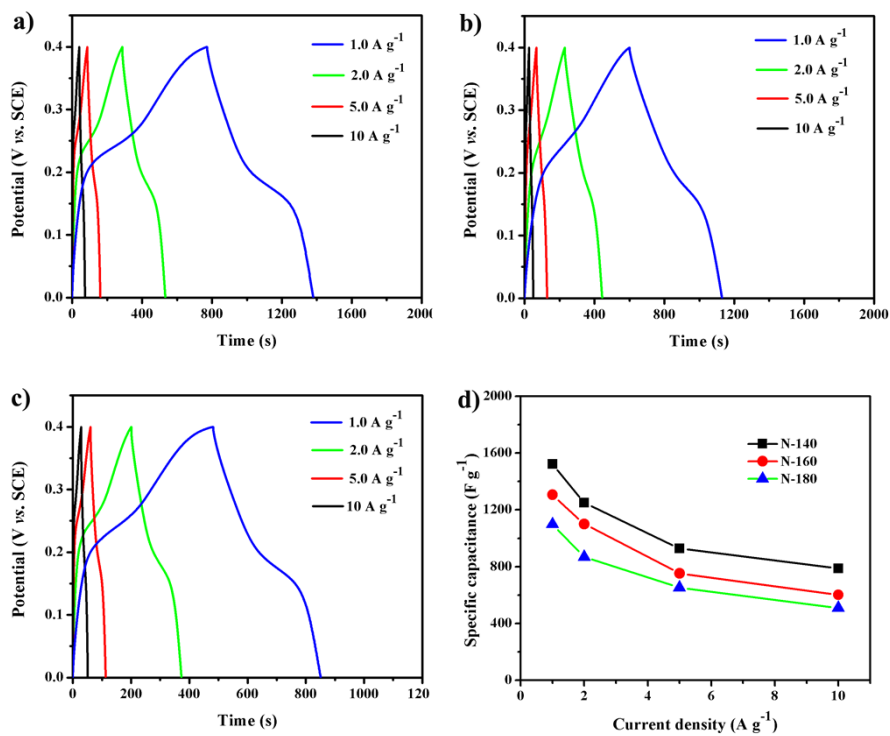 a)
0.4
0.3
0.2
0.1
0.0
Potential (V vs. SCE)
1.0 A g-1
2.0 A g-1
5.0 A g-1
10 A g-1
0 400 800 1200 1600 2000
Time (s)
b)
0.4
0.3
0.2
0.1
0.0
Potential (V vs. SCE)
1.0 A g-1
2.0 A g-1
5.0 A g-1
10 A g-1
0 400 800 1200 1600 2000
Time (s)
c)
0.4
0.3
0.2
0.1
0.0
Potential (V vs. SCE)
1.0 A g-1
2.0 A g-1
5.0 A g-1
10 A g-1
0 200 400 600 800 1000 120
Time (s)
d)
2000
1600
1200
800
400
0
Specific capacitance (F g-1)
N-140
N-160
N-180
0 2 4 6 8 10
Current density (A g-1)